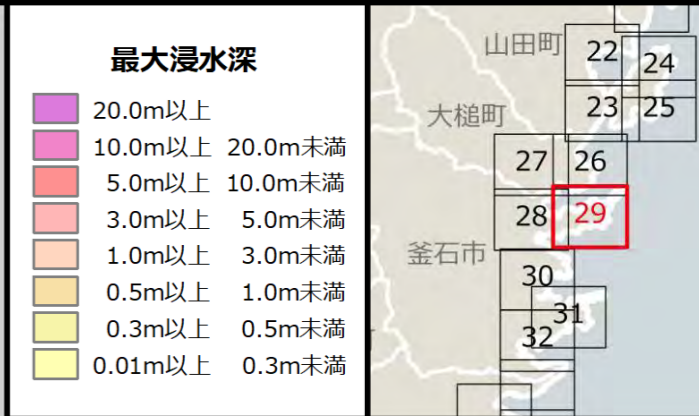 最大浸水深
20.0m以上
10.0m以上 20.0m未満
5.0m以上 10.0m未満
3.0m以上 5.0m未満
1.0m以上 3.0m未満
0.5m以上 1.0m未満
0.3m以上 0.5m未満
0.01m以上 0.3m未満
山田町 22
24
大槌町 23 25
27 26
28 29
釜石市
30
31
32